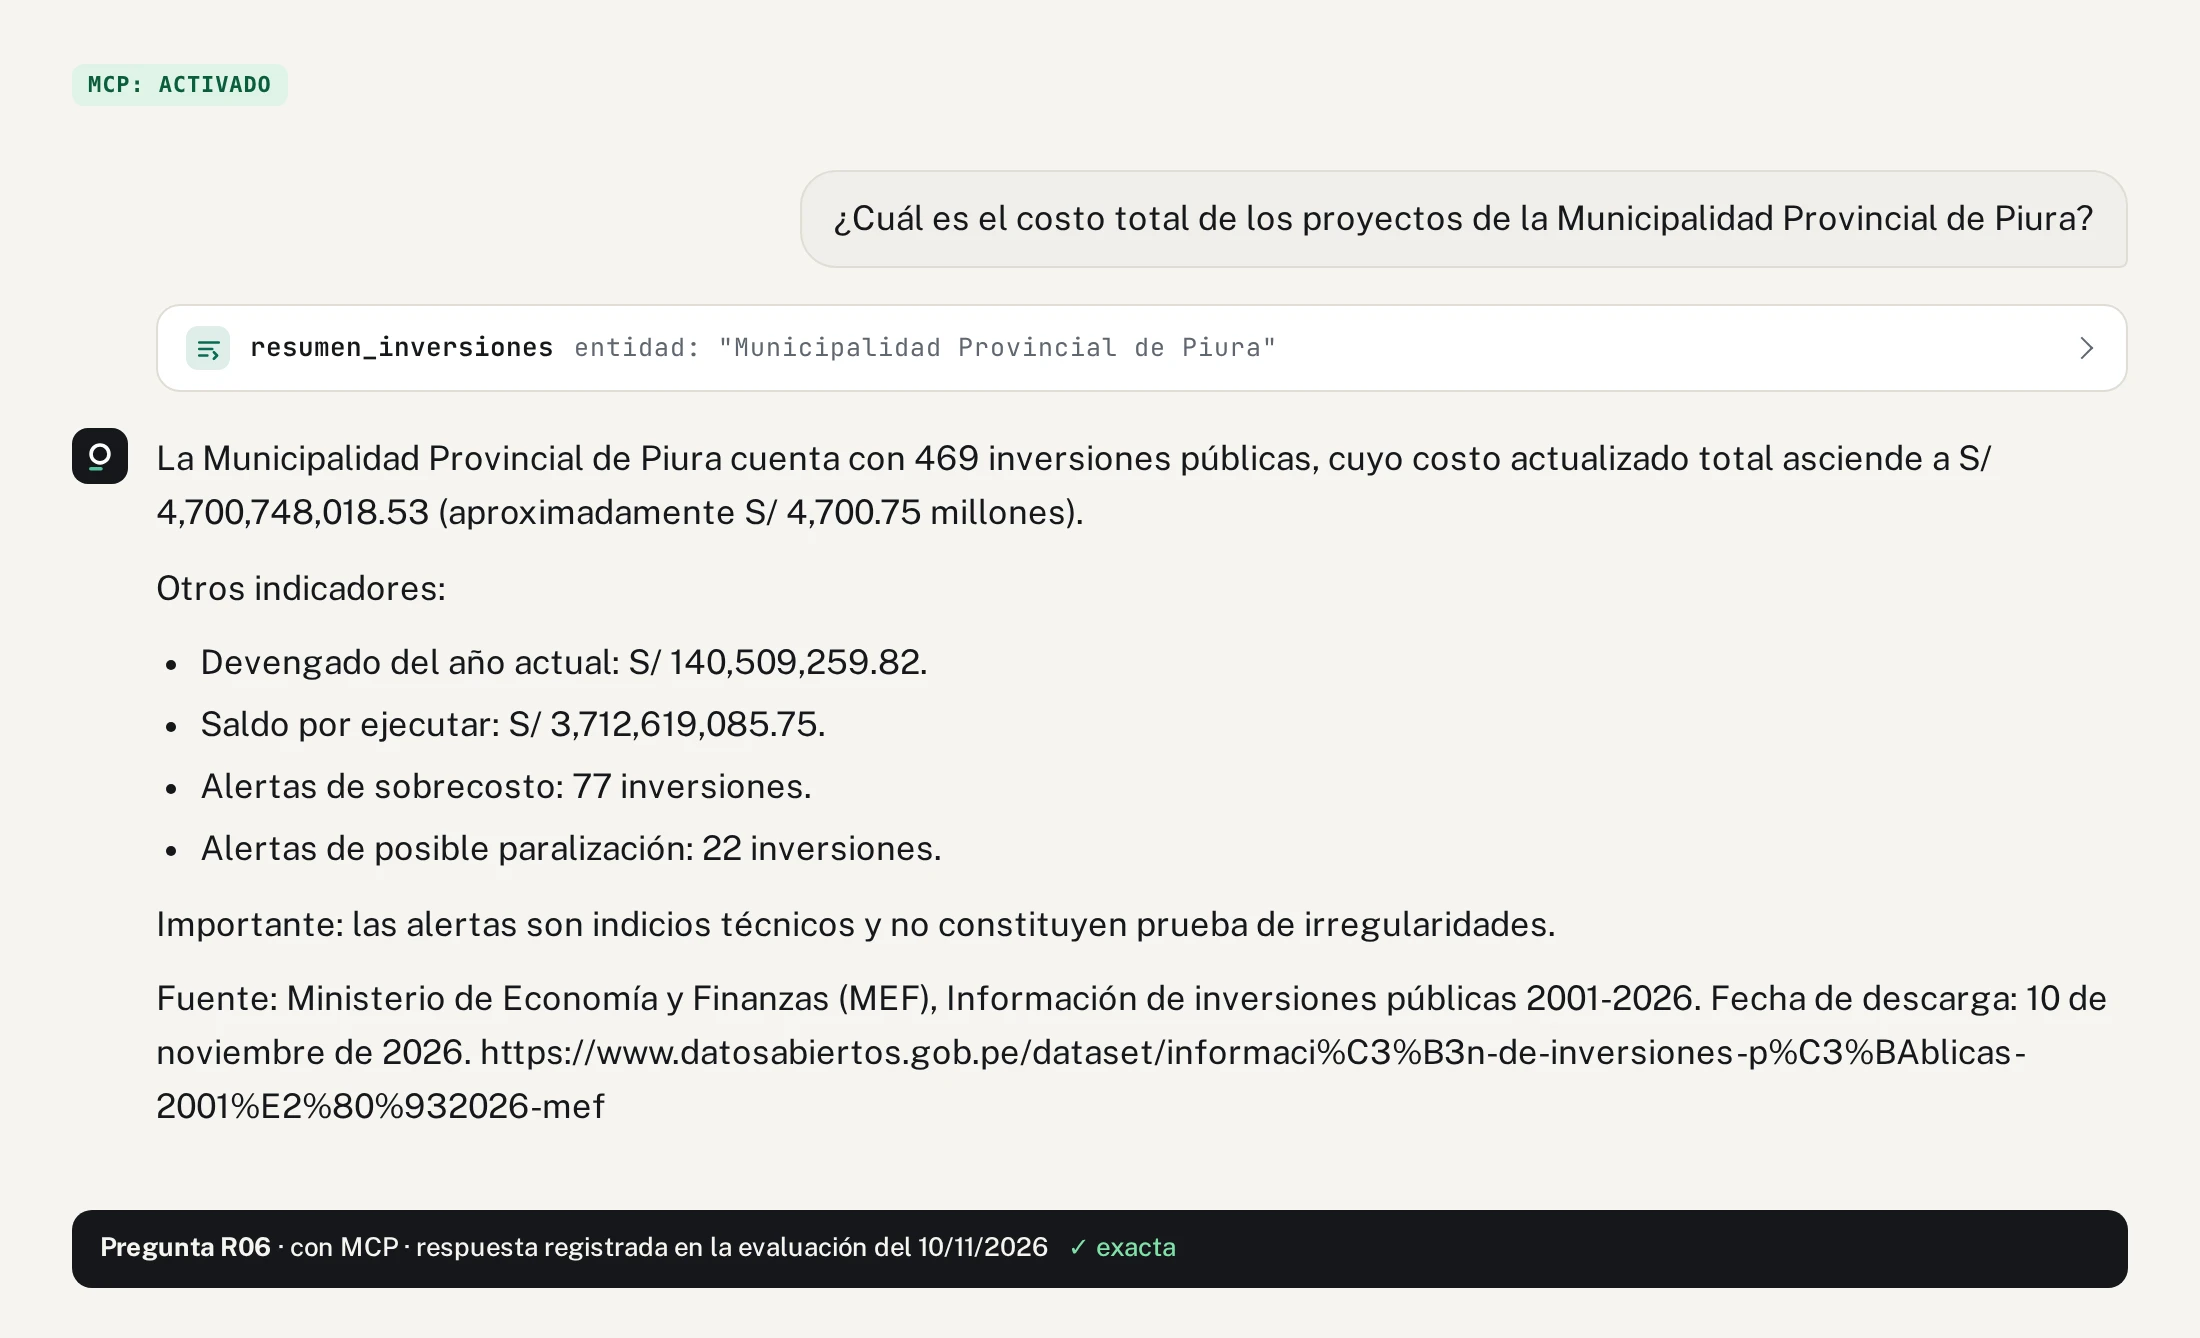 MCP: ACTIVADO
¿Cuál es el costo total de los proyectos de la Municipalidad Provincial de Piura?
resumen_inversiones entidad: "Municipalidad Provincial de Piura"
La Municipalidad Provincial de Piura cuenta con 469 inversiones públicas, cuyo costo actualizado total asciende a S/
4,700,748,018.53 (aproximadamente S/ 4,700.75 millones).
Otros indicadores:
• Devengado del año actual: S/ 140,509,259.82.
• Saldo por ejecutar: S/ 3,712,619,085.75.
• Alertas de sobrecosto: 77 inversiones.
• Alertas de posible paralización: 22 inversiones.
Importante: las alertas son indicios técnicos y no constituyen prueba de irregularidades.
Fuente: Ministerio de Economía y Finanzas (MEF), Información de inversiones públicas 2001-2026. Fecha de descarga: 10 de
noviembre de 2026. https://www.datosabiertos.gob.pe/dataset/informaci%C3%B3n-de-inversiones-p%C3%BAblicas-
2001%E2%80%932026-mef
Pregunta R06 · con MCP · respuesta registrada en la evaluación del 10/11/2026 ✓ exacta